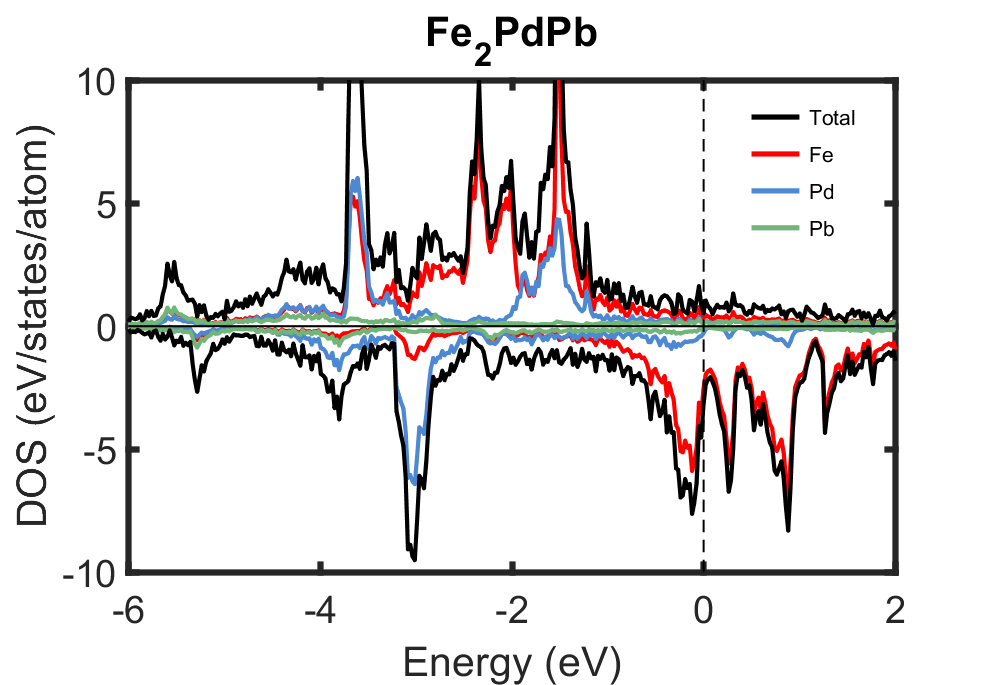 Fe₂PdPb
10
5
0
-5
-10
DOS (eV/states/atom)
Total
Fe
Pd
Pb
-6 -4 -2 0 2
Energy (eV)